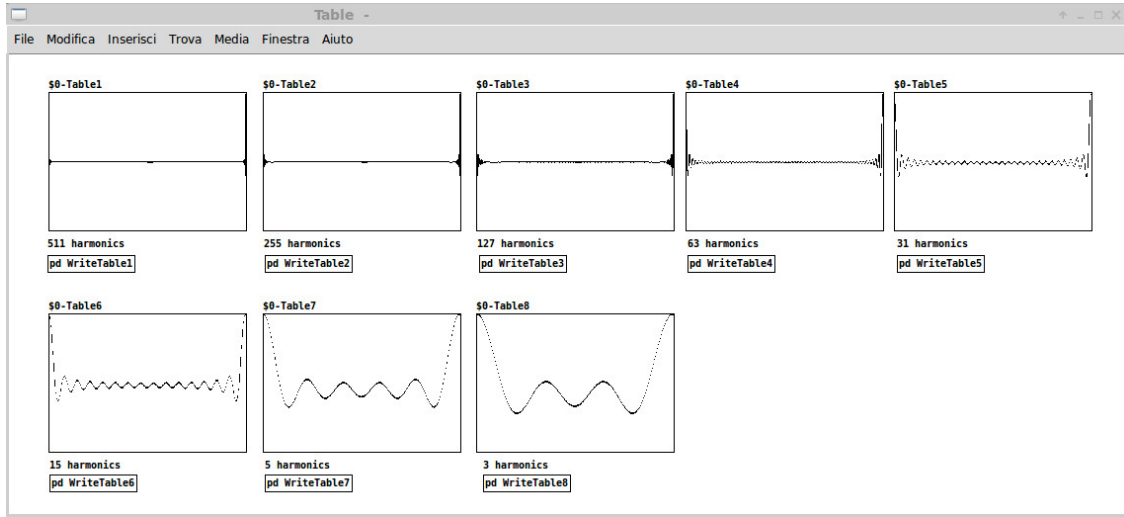 Table -
File Modifica Inserisci Trova Media Finestra Aiuto
$0-Table1 $0-Table2 $0-Table3 $0-Table4 $0-Table5
511 harmonics 255 harmonics 127 harmonics 63 harmonics 31 harmonics
pd WriteTable1 pd WriteTable2 pd WriteTable3 pd WriteTable4 pd WriteTable5
$0-Table6 $0-Table7 $0-Table8
15 harmonics 5 harmonics 3 harmonics
pd WriteTable6 pd WriteTable7 pd WriteTable8